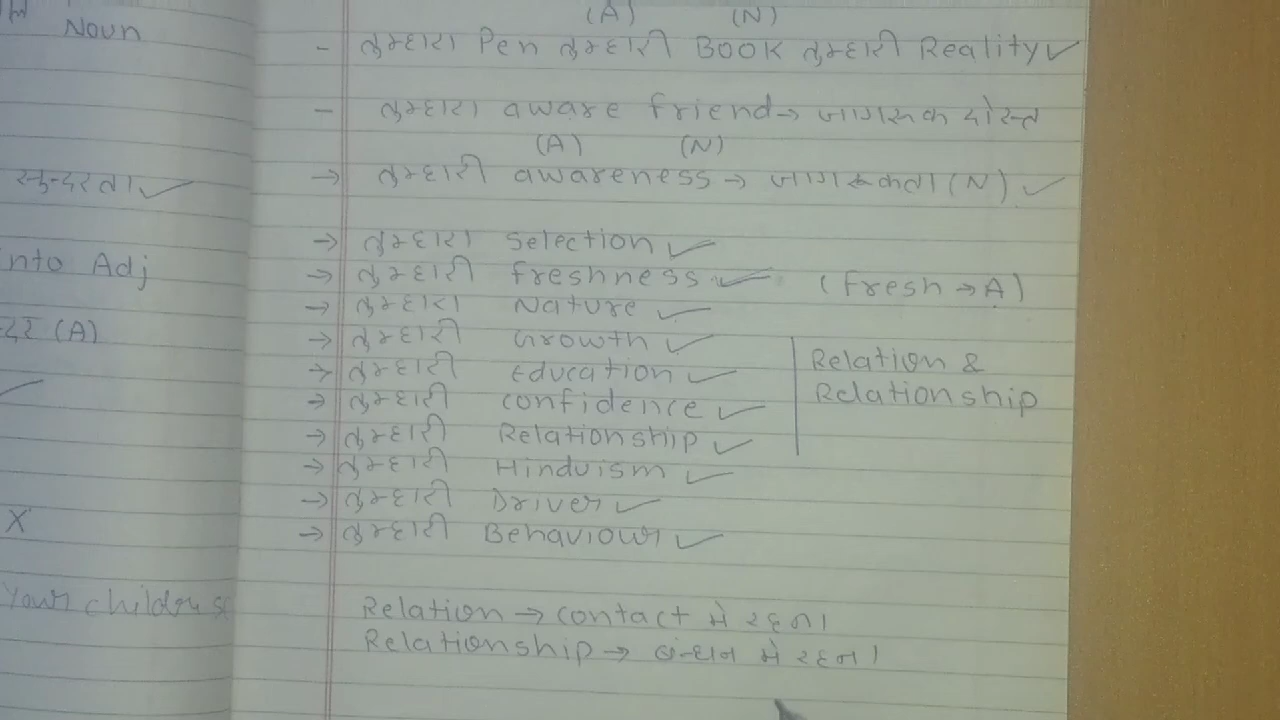 Noun
सुन्दरता ✓
into Adj
दर (A)
X
Your children
(A) (N)
- तुम्हारा Pen तुम्हारी Book तुम्हारी Reality ✓
- तुम्हारा aware friend → जागरूक दोस्त
(A) (N)
→ तुम्हारी awareness → जागरूकता (N) ✓
→ तुम्हारा selection ✓
→ तुम्हारी freshness ✓ (fresh → A)
→ तुम्हारा Nature ✓
→ तुम्हारी Growth ✓
→ तुम्हारी Education ✓
→ तुम्हारी confidence ✓
→ तुम्हारी Relationship ✓
→ तुम्हारी Hinduism ✓
→ तुम्हारी Driver ✓
→ तुम्हारी Behaviour ✓
Relation &
Relationship
Relation → contact मे रहना।
Relationship → बन्धन मे रहना।